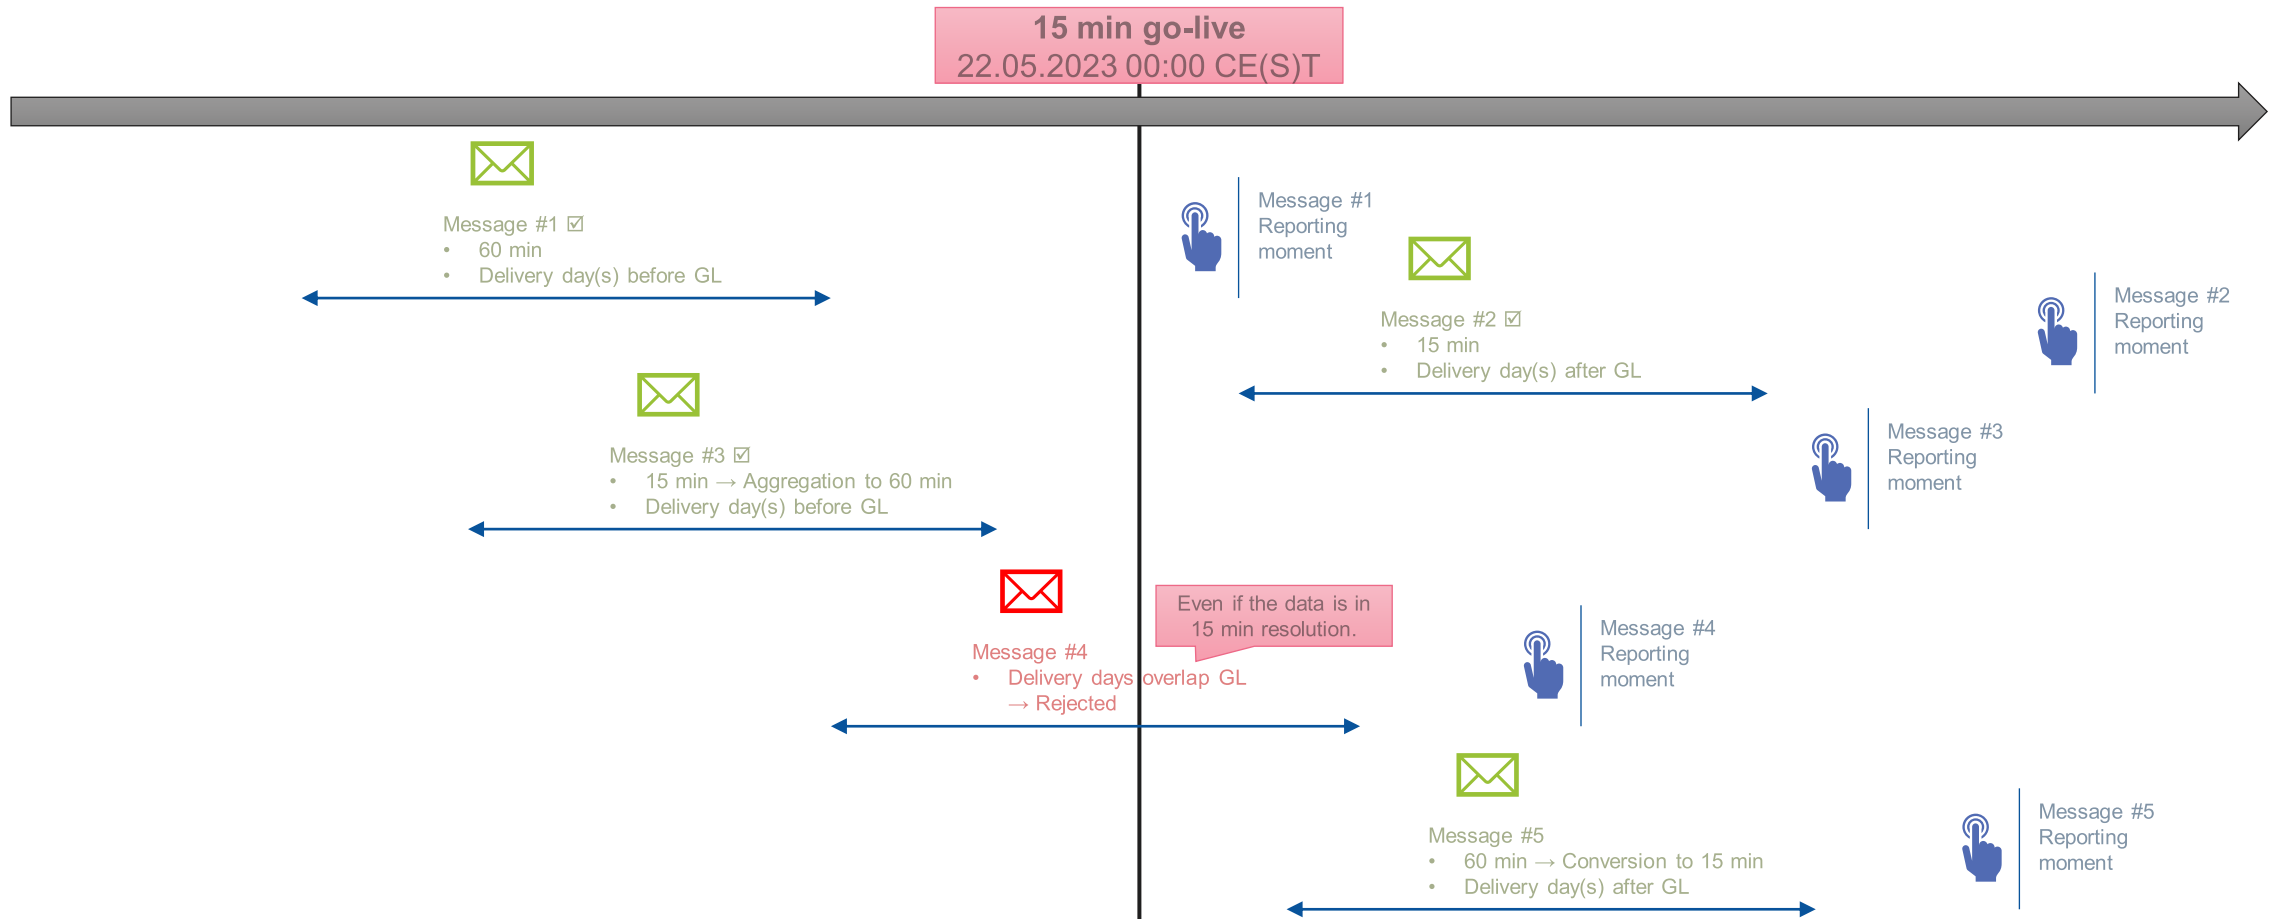 15 min go-live
22.05.2023 00:00 CE(S)T
Message #1 ☑
• 60 min
• Delivery day(s) before GL
Message #1
Reporting
moment
Message #2 ☑
• 15 min
• Delivery day(s) after GL
Message #2
Reporting
moment
Message #3 ☑
• 15 min → Aggregation to 60 min
• Delivery day(s) before GL
Message #3
Reporting
moment
Even if the data is in
15 min resolution.
Message #4
• Delivery days overlap GL
→ Rejected
Message #4
Reporting
moment
Message #5
• 60 min → Conversion to 15 min
• Delivery day(s) after GL
Message #5
Reporting
moment